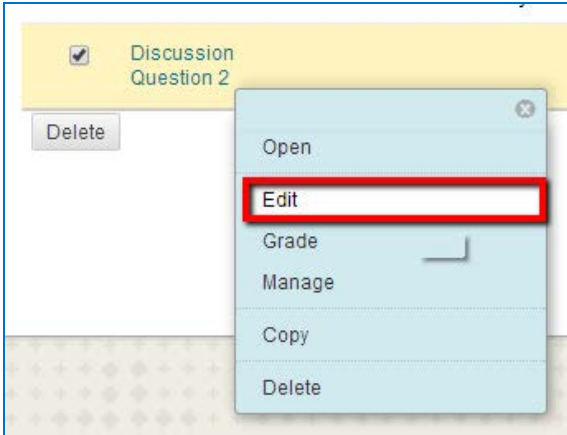 Discussion
Question 2
Delete
Open
Edit
Grade
Manage
Copy
Delete